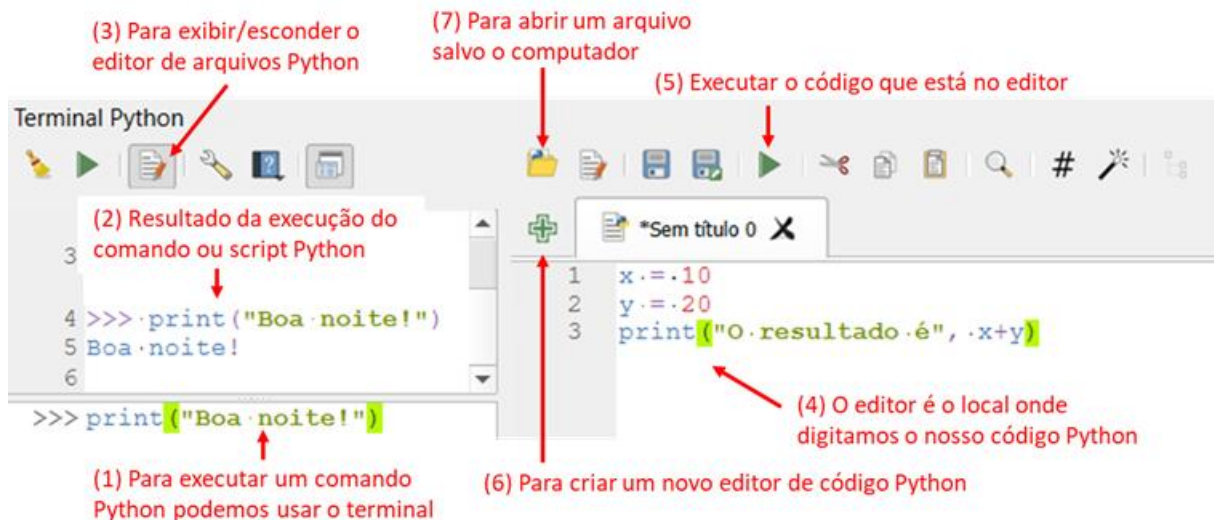 (3) Para exibir/esconder o
editor de arquivos Python
(7) Para abrir um arquivo
salvo o computador
(5) Executar o código que está no editor
Terminal Python
(2) Resultado da execução do
comando ou script Python
3
4 >>> print("Boa noite!")
5 Boa noite!
6
>>> print("Boa noite!")
(1) Para executar um comando
Python podemos usar o terminal
#
*Sem título 0
1 x = 10
2 y = 20
3 print("O resultado é", x+y)
(4) O editor é o local onde
digitamos o nosso código Python
(6) Para criar um novo editor de código Python